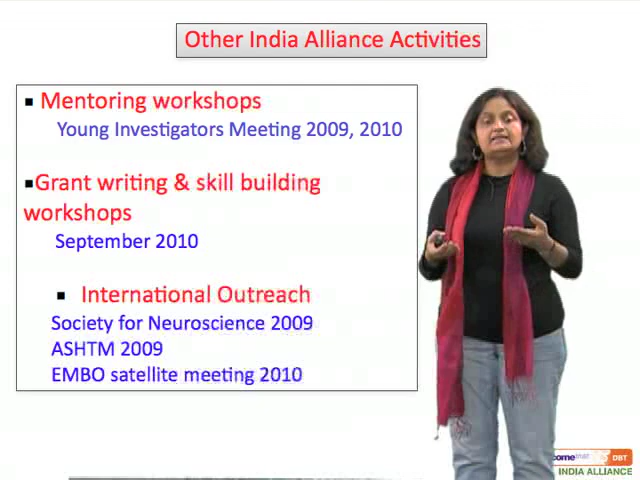 Other India Alliance Activities
▪ Mentoring workshops
Young Investigators Meeting 2009, 2010
▪Grant writing & skill building
workshops
September 2010
▪ International Outreach
Society for Neuroscience 2009
ASHTM 2009
EMBO satellite meeting 2010
DBT
INDIA ALLIANCE